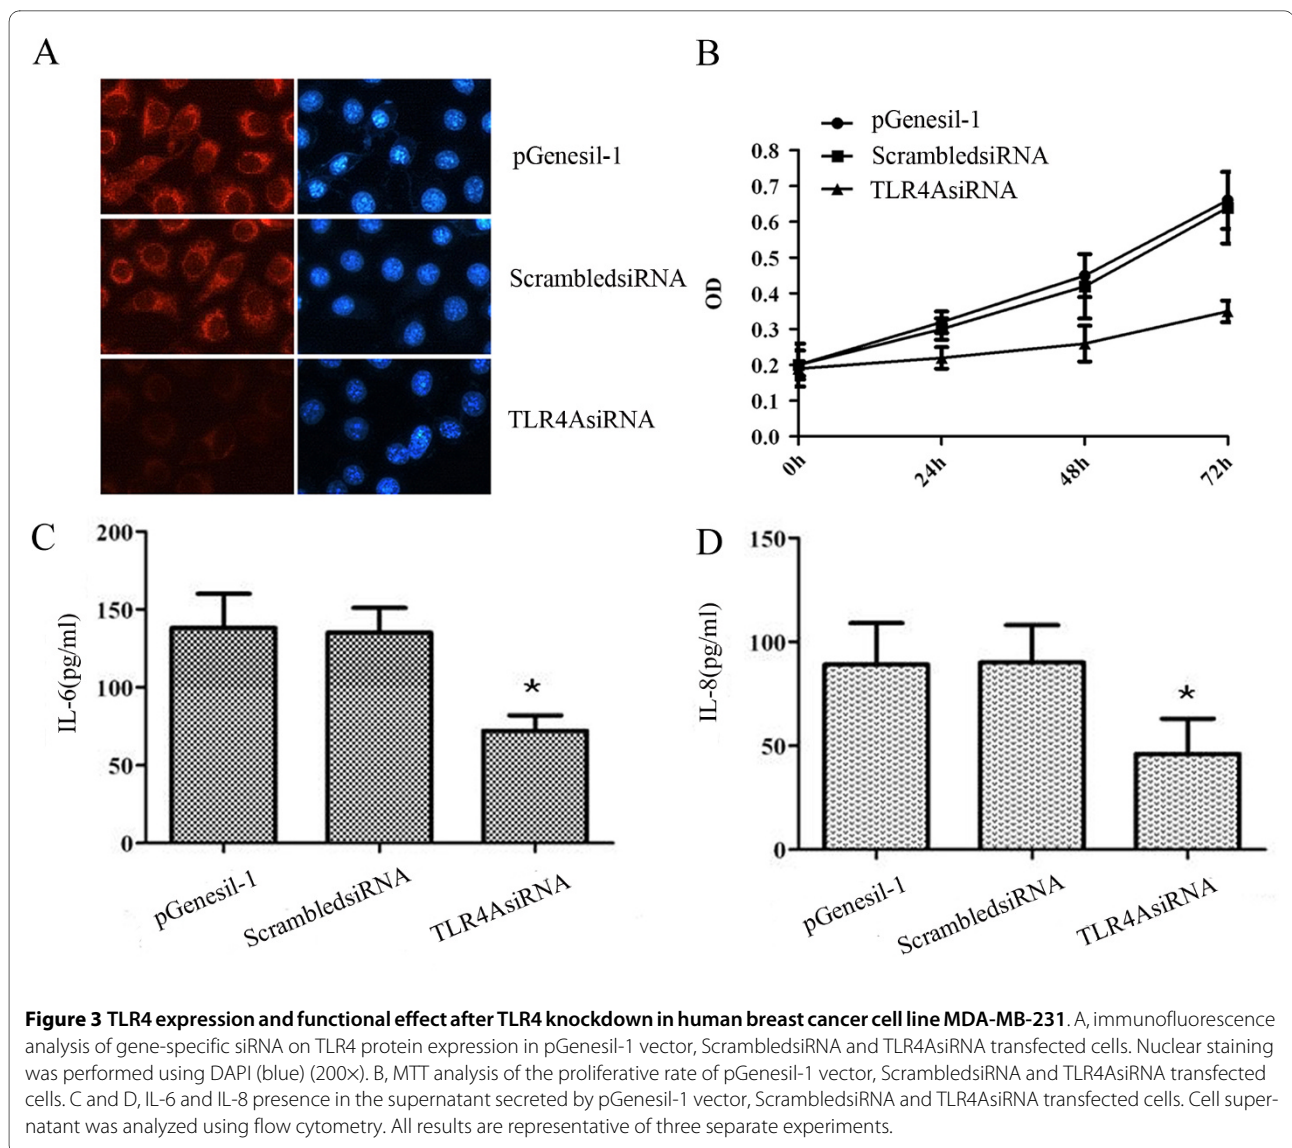 A
pGenesil-1
ScrambledsiRNA
TLR4AsiRNA
B
pGenesil-1
ScrambledsiRNA
TLR4AsiRNA
0.8
0.7
0.6
0.5
0.4
0.3
0.2
0.1
0.0
OD
0h
24h
48h
72h
C
200
150
100
50
0
IL-6(pg/ml)
*
pGenesil-1
ScrambledsiRNA
TLR4AsiRNA
D
150
100
50
0
IL-8(pg/ml)
*
pGenesil-1
ScrambledsiRNA
TLR4AsiRNA
Figure 3 TLR4 expression and functional effect after TLR4 knockdown in human breast cancer cell line MDA-MB-231. A, immunofluorescence
analysis of gene-specific siRNA on TLR4 protein expression in pGenesil-1 vector, ScrambledsiRNA and TLR4AsiRNA transfected cells. Nuclear staining
was performed using DAPI (blue) (200×). B, MTT analysis of the proliferative rate of pGenesil-1 vector, ScrambledsiRNA and TLR4AsiRNA transfected
cells. C and D, IL-6 and IL-8 presence in the supernatant secreted by pGenesil-1 vector, ScrambledsiRNA and TLR4AsiRNA transfected cells. Cell super-
natant was analyzed using flow cytometry. All results are representative of three separate experiments.